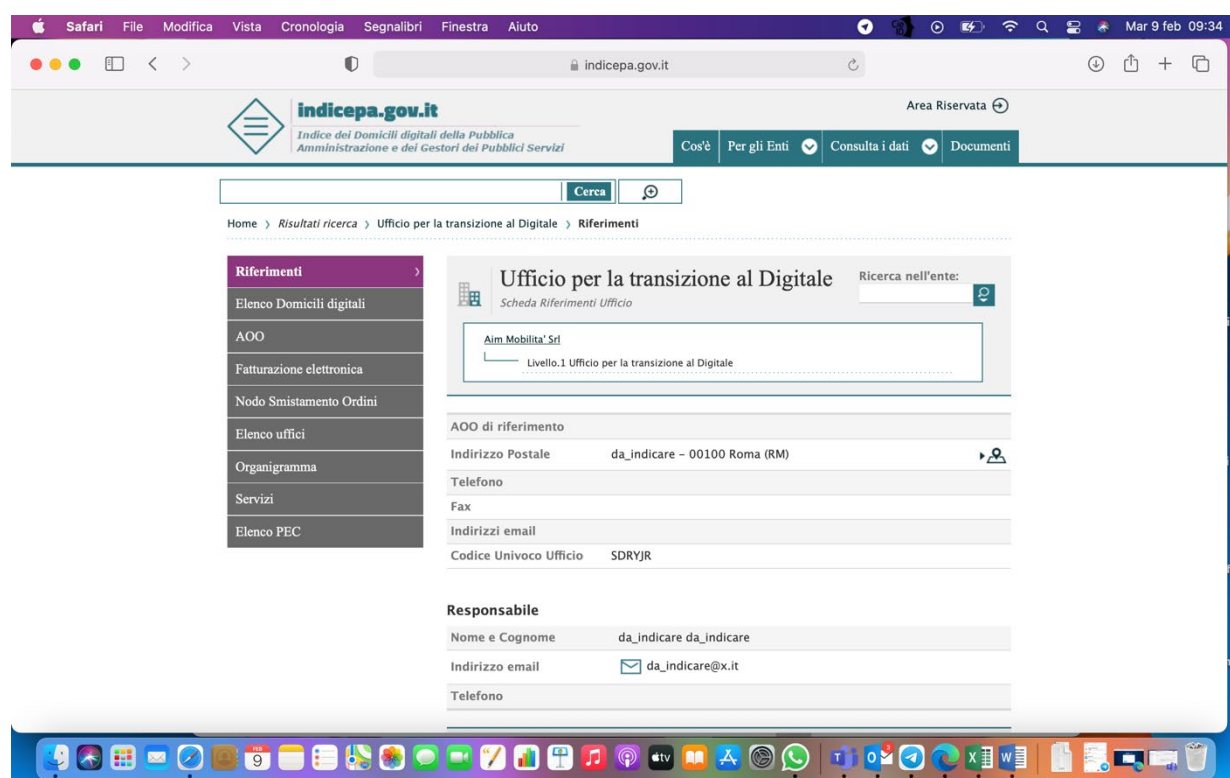 Safari File Modifica Vista Cronologia Segnalibri Finestra Aiuto Mar 9 feb 09:34
indicepa.gov.it
indicepa.gov.it
Indice dei Domicili digitali della Pubblica
Amministrazione e dei Gestori dei Pubblici Servizi
Area Riservata
Cos'è Per gli Enti Consulta i dati Documenti
Cerca
Home > Risultati ricerca > Ufficio per la transizione al Digitale > Riferimenti
Riferimenti
Elenco Domicili digitali
AOO
Fatturazione elettronica
Nodo Smistamento Ordini
Elenco uffici
Organigramma
Servizi
Elenco PEC
Ufficio per la transizione al Digitale
Scheda Riferimenti Ufficio
Ricerca nell'ente:
Aim Mobilita' Srl
Livello.1 Ufficio per la transizione al Digitale
AOO di riferimento
Indirizzo Postale da_indicare – 00100 Roma (RM)
Telefono
Fax
Indirizzi email
Codice Univoco Ufficio SDRYJR
Responsabile
Nome e Cognome da_indicare da_indicare
Indirizzo email da_indicare@x.it
Telefono
FEB
9
tv